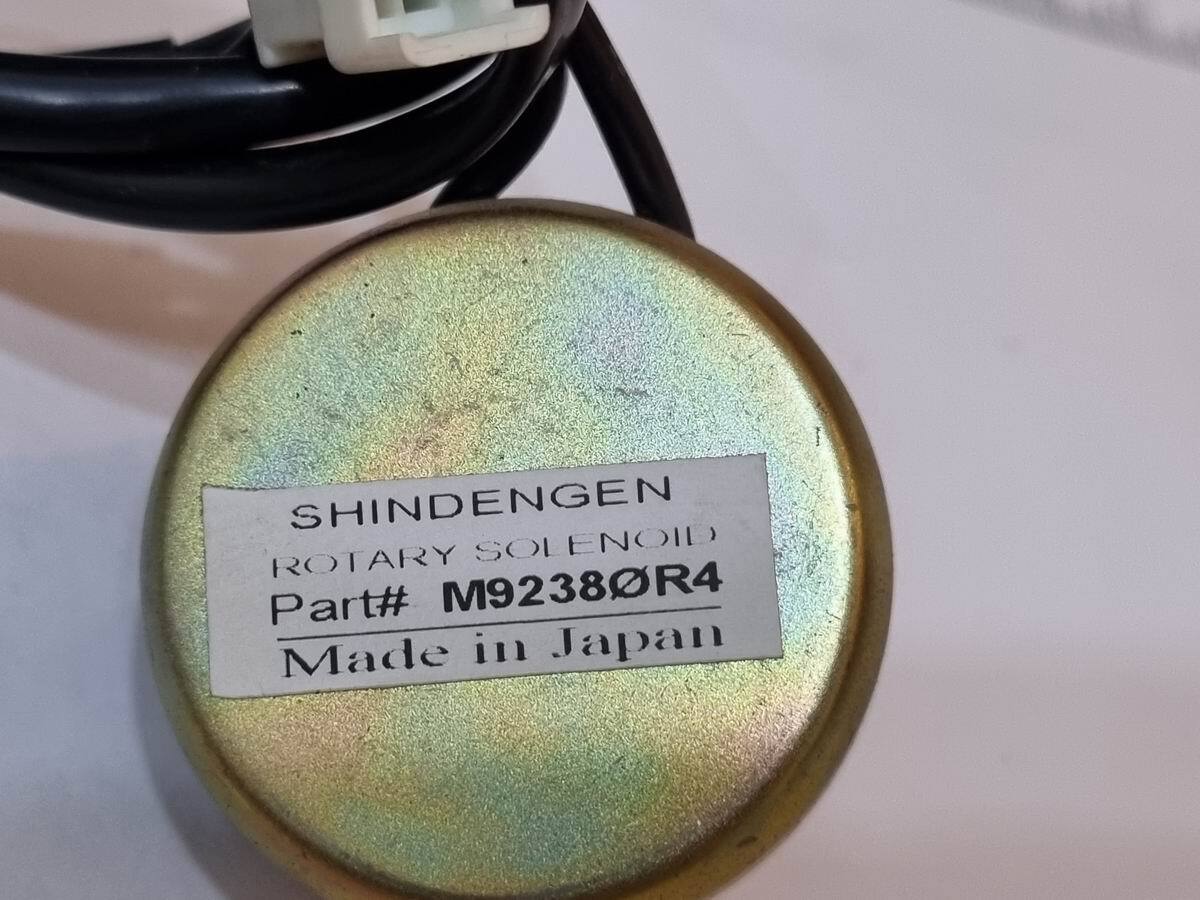 SHINDENGEN
ROTARY SOLENOID
Part# M9238ØR4
Made in Japan